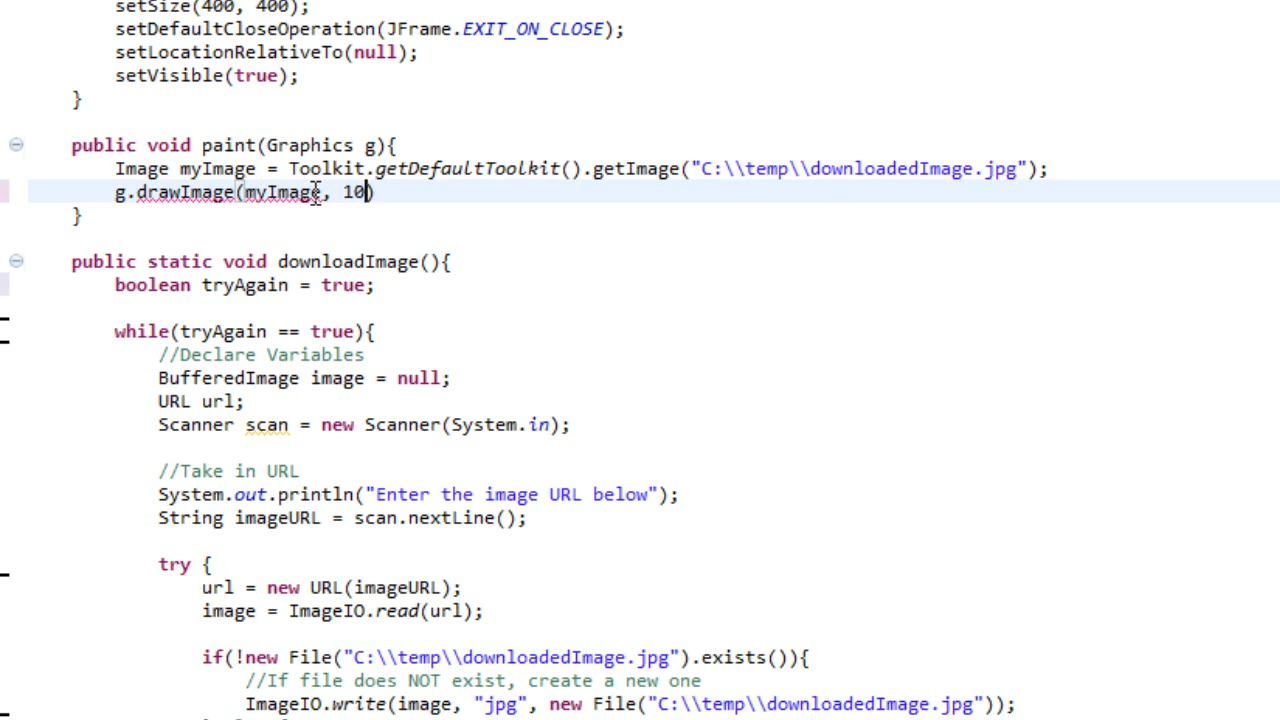 setSize(400, 400);
setDefaultCloseOperation(JFrame.EXIT_ON_CLOSE);
setLocationRelativeTo(null);
setVisible(true);
}
public void paint(Graphics g){
Image myImage = Toolkit.getDefaultToolkit().getImage("C:\\temp\\downloadedImage.jpg");
g.drawImage(myImage, 10)
}
public static void downloadImage(){
boolean tryAgain = true;
while(tryAgain == true){
//Declare Variables
BufferedImage image = null;
URL url;
Scanner scan = new Scanner(System.in);
//Take in URL
System.out.println("Enter the image URL below");
String imageURL = scan.nextLine();
try {
url = new URL(imageURL);
image = ImageIO.read(url);
if(!new File("C:\\temp\\downloadedImage.jpg").exists()){
//If file does NOT exist, create a new one
ImageIO.write(image, "jpg", new File("C:\\temp\\downloadedImage.jpg"));